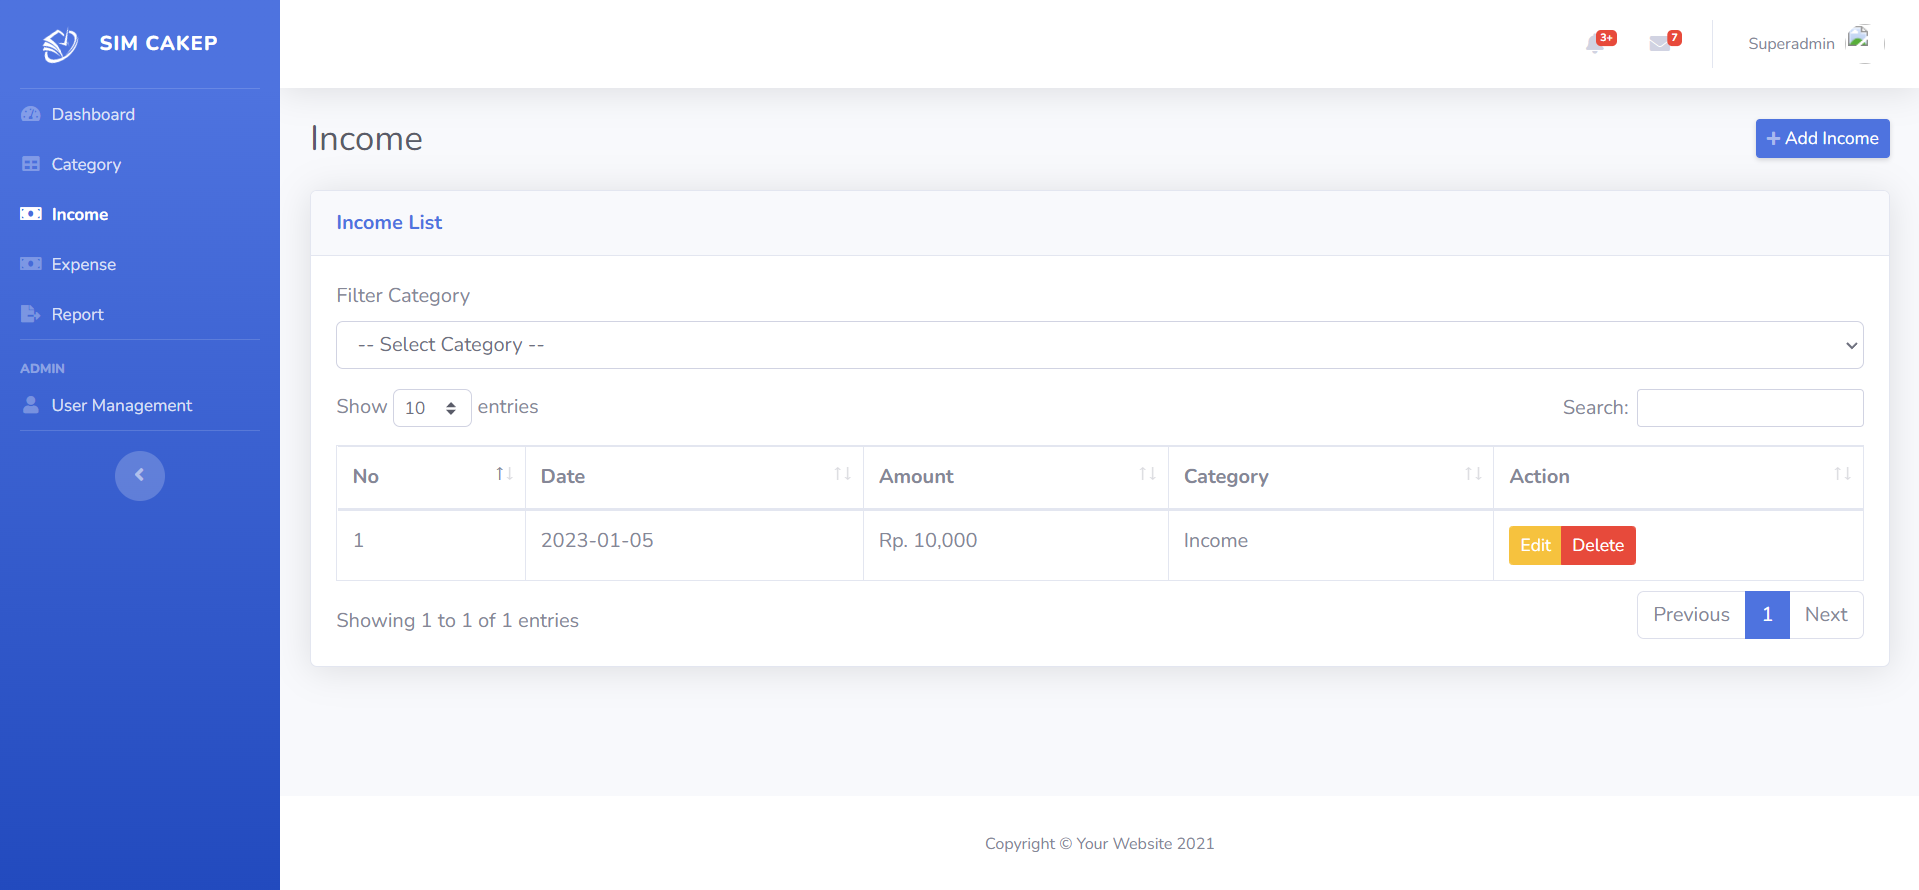 SIM CAKEP
3+
7
Superadmin
Dashboard
Category
Income
Expense
Report
ADMIN
User Management
Income
+ Add Income
Income List
Filter Category
-- Select Category --
Show 10 entries
Search:
No Date Amount Category Action
1 2023-01-05 Rp. 10,000 Income Edit Delete
Showing 1 to 1 of 1 entries
Previous 1 Next
Copyright © Your Website 2021